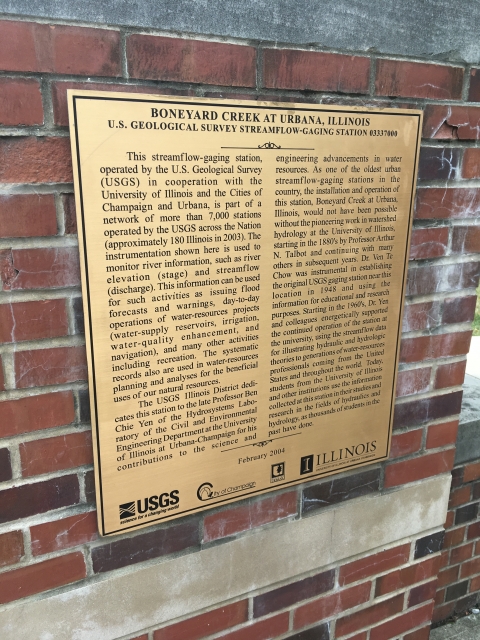 BONEYARD CREEK AT URBANA, ILLINOIS
U.S. GEOLOGICAL SURVEY STREAMFLOW-GAGING STATION 03337000
This streamflow-gaging station,
operated by the U.S. Geological Survey
(USGS) in cooperation with the
University of Illinois and the Cities of
Champaign and Urbana, is part of a
network of more than 7,000 stations
operated by the USGS across the Nation
(approximately 180 Illinois in 2003). The
instrumentation shown here is used to
monitor river information, such as river
elevation (stage) and streamflow
(discharge). This information can be used
for such activities as issuing flood
forecasts and warnings, day-to-day
operations of water-resources projects
(water-supply reservoirs, irrigation,
water-quality enhancement, and
navigation), and many other activities
including recreation. The systematic
records also are used in water-resources
planning and analyses for the beneficial
uses of our natural resources.
The USGS Illinois District dedi-
cates this station to the late Professor Ben
Chie Yen of the Hydrosystems Labo-
ratory of the Civil and Environmental
Engineering Department at the University
of Illinois at Urbana-Champaign for his
contributions to the science and
engineering advancements in water
resources. As one of the oldest urban
streamflow-gaging stations in the
country, the installation and operation of
this station, Boneyard Creek at Urbana,
Illinois, would not have been possible
without the pioneering work in watershed
hydrology at the University of Illinois,
starting in the 1880's by Professor Arthur
N. Talbot and continuing with many
others in subsequent years. Dr. Ven Te
Chow was instrumental in establishing
the original USGS gaging station near this
location in 1948 and using the
information for educational and research
purposes. Starting in the 1960's, Dr. Yen
and colleagues energetically supported
the continued operation of the station at
the university, using the streamflow data
for illustrating hydraulic and hydrologic
theories to generations of water-resources
professionals coming from the United
States and throughout the world. Today,
students from the University of Illinois
and other institutions use the information
collected at this station in their studies and
research in the fields of hydraulics and
hydrology, as thousands of students in the
past have done.
February 2004
USGS
science for a changing world
City of Champaign
I ILLINOIS